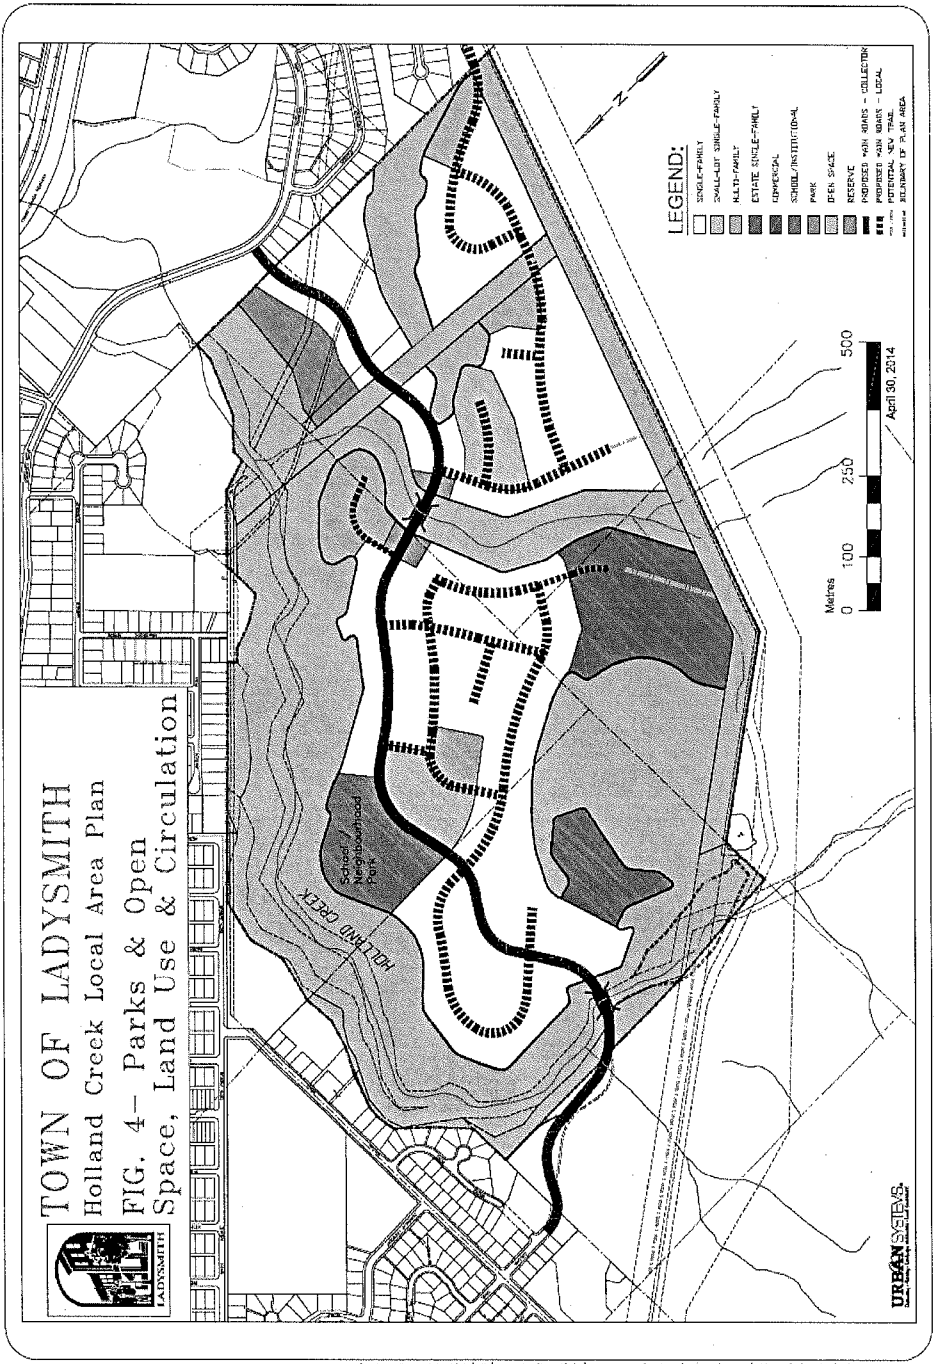 TOWN OF LADYSMITH
Holland Creek Local Area Plan
FIG. 4— Parks & Open
Space, Land Use & Circulation
LADYSMITH
School/
Neighbourhood
Park
HOLLAND CREEK
N
LEGEND:
SINGLE-FAMILY
SMALL-LOT SINGLE-FAMILY
MULTI-FAMILY
ESTATE SINGLE-FAMILY
COMMERCIAL
SCHOOL/INSTITUTIONAL
PARK
OPEN SPACE
RESERVE
PROPOSED MAIN ROADS - COLLECTOR
PROPOSED MAIN ROADS - LOCAL
POTENTIAL NEW TRAIL
BOUNDARY OF PLAN AREA
Metres
0 100 250 500
April 30, 2014
URBANSYSTEMS.